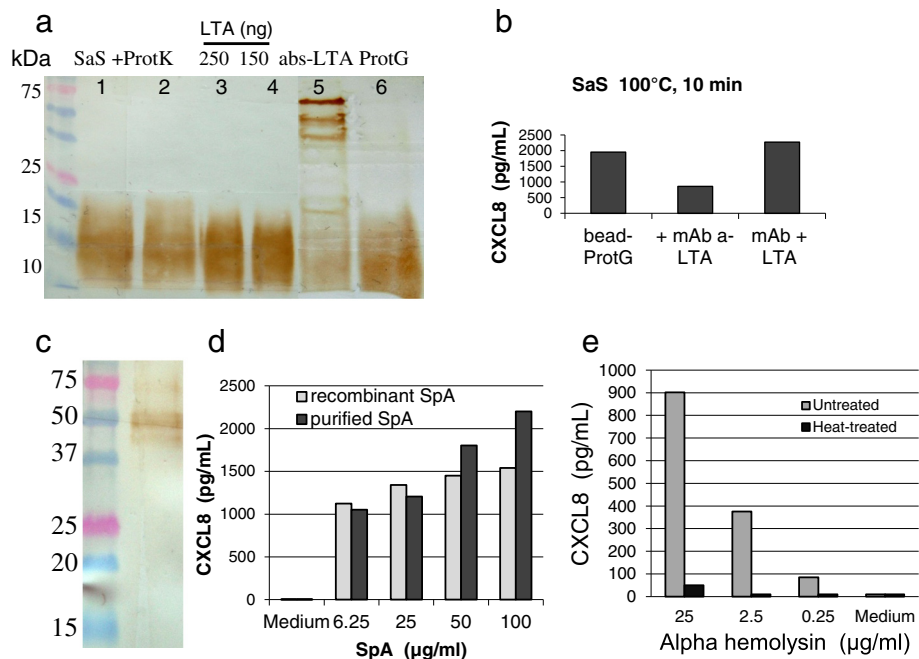 a
LTA (ng)
kDa SaS +ProtK 250 150 abs-LTA ProtG
1 2 3 4 5 6
75
25
15
10
b
SaS 100°C, 10 min
CXCL8 (pg/mL)
2500
2000
1500
1000
500
0
bead-ProtG
+ mAb a-LTA
mAb + LTA
c
75
50
37
25
20
15
d
CXCL8 (pg/mL)
2500
2000
1500
1000
500
0
recombinant SpA
purified SpA
Medium 6.25 25 50 100
SpA (µg/ml)
e
CXCL8 (pg/mL)
1000
900
800
700
600
500
400
300
200
100
0
Untreated
Heat-treated
25 2.5 0.25 Medium
Alpha hemolysin (µg/ml)